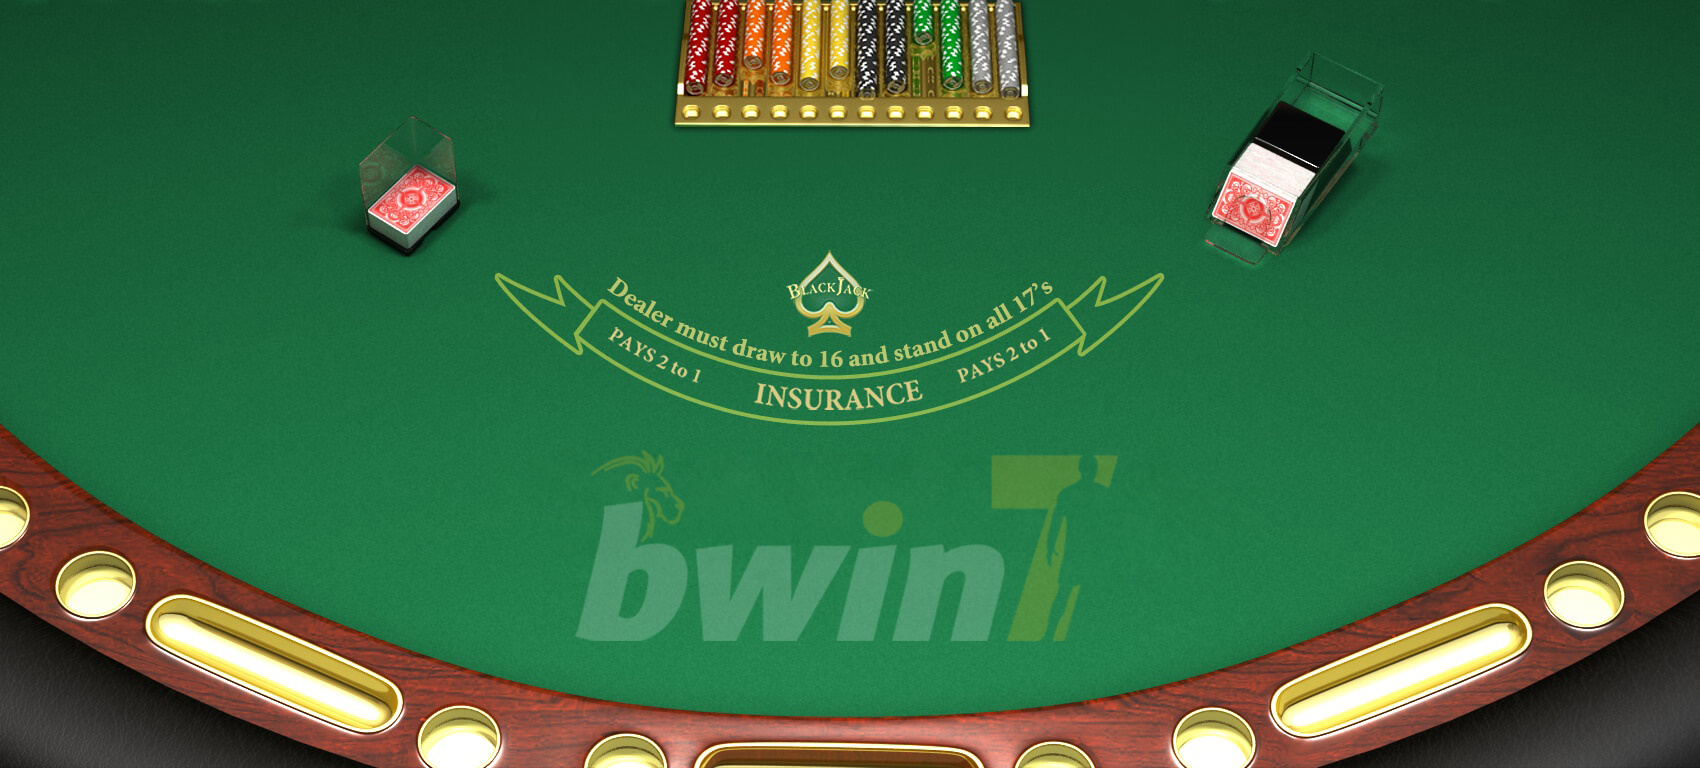 BLACKJACK
Dealer must draw to 16 and stand on all 17's
PAYS 2 to 1 INSURANCE PAYS 2 to 1
bwin7